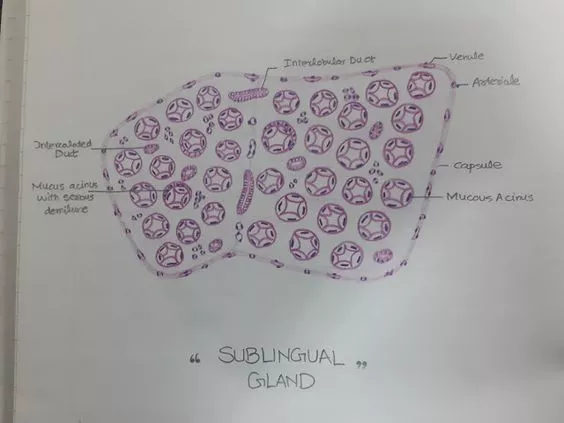 Interlobular Duct
Venule
Arteriole
Intercalated
Duct
Capsule
Mucus acinus
with serous
demilune
Mucous Acinus
“ SUBLINGUAL ”
GLAND